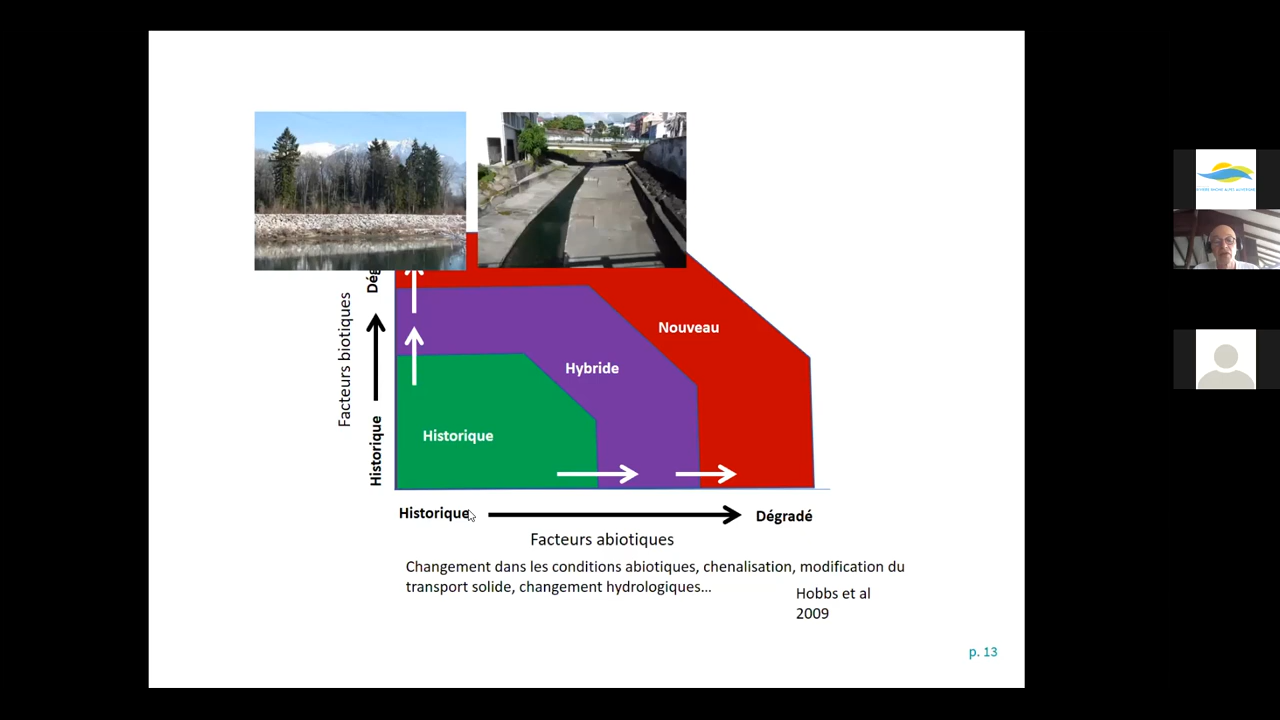 Dég
Facteurs biotiques
Historique
Nouveau
Hybride
Historique
Historique
Dégradé
Facteurs abiotiques
Changement dans les conditions abiotiques, chenalisation, modification du
transport solide, changement hydrologiques...
Hobbs et al
2009
p. 13